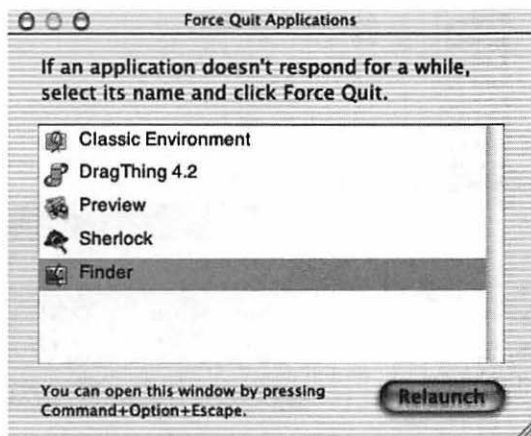 Force Quit Applications
If an application doesn't respond for a while,
select its name and click Force Quit.
Classic Environment
DragThing 4.2
Preview
Sherlock
Finder
You can open this window by pressing
Command+Option+Escape.
Relaunch